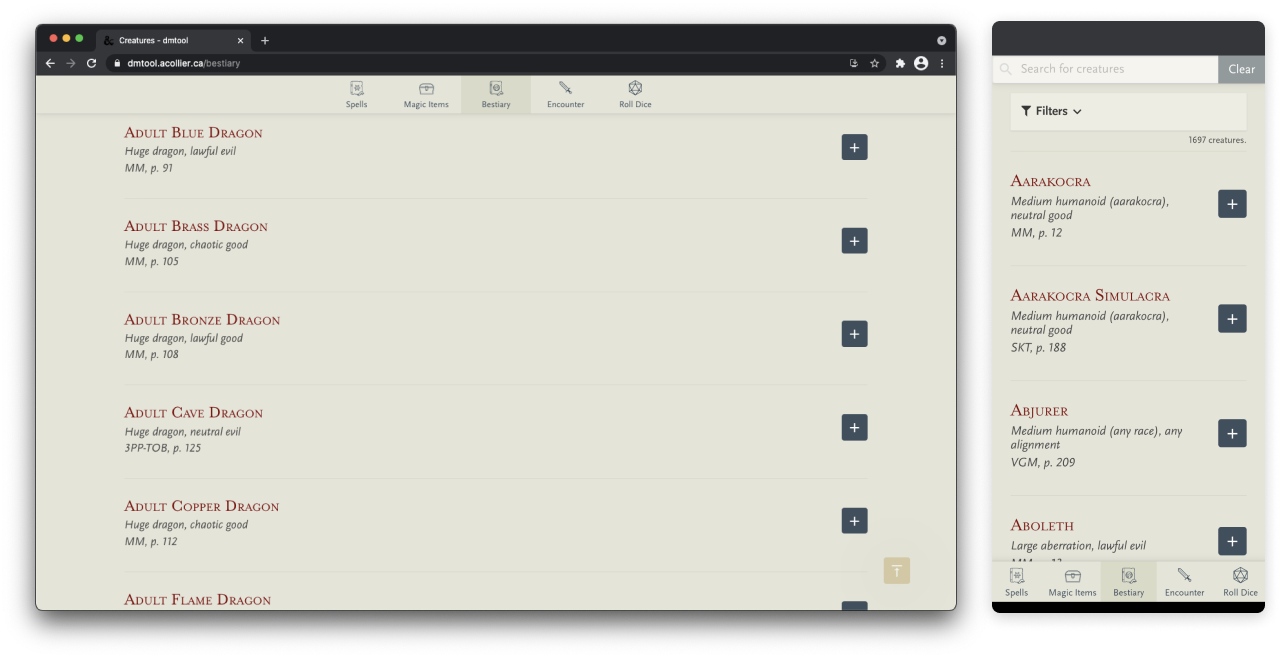 Creatures - dmtool
dmtool.acollier.ca/bestiary
Spells
Magic Items
Bestiary
Encounter
Roll Dice
Adult Blue Dragon
Huge dragon, lawful evil
MM, p. 91
Adult Brass Dragon
Huge dragon, chaotic good
MM, p. 105
Adult Bronze Dragon
Huge dragon, lawful good
MM, p. 108
Adult Cave Dragon
Huge dragon, neutral evil
3PP-TOB, p. 125
Adult Copper Dragon
Huge dragon, chaotic good
MM, p. 112
Adult Flame Dragon
Search for creatures
Clear
Filters
1697 creatures.
Aarakocra
Medium humanoid (aarakocra),
neutral good
MM, p. 12
Aarakocra Simulacra
Medium humanoid (aarakocra),
neutral good
SKT, p. 188
Abjurer
Medium humanoid (any race), any
alignment
VGM, p. 209
Aboleth
Large aberration, lawful evil
Spells
Magic Items
Bestiary
Encounter
Roll Dice